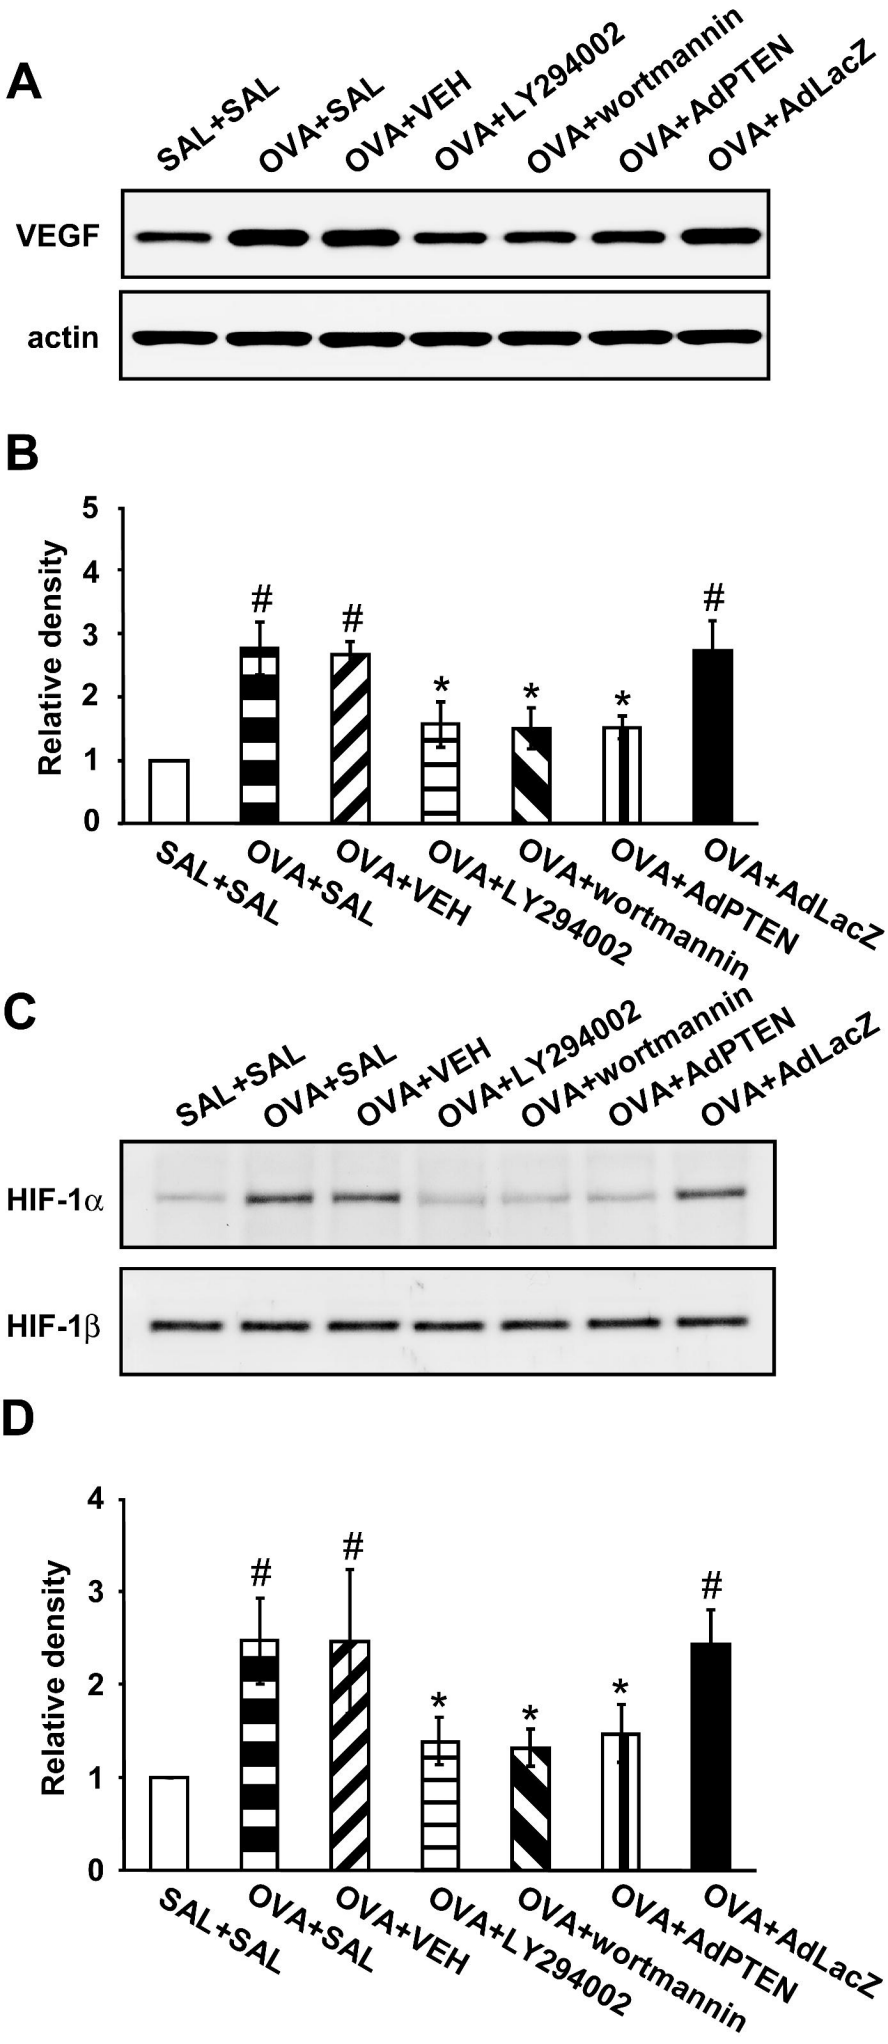 A
SAL+SAL
OVA+SAL
OVA+VEH
OVA+LY294002
OVA+wortmannin
OVA+AdPTEN
OVA+AdLacZ
VEGF
actin
B
Relative density
5
4
3
2
1
0
#
#
*
*
*
#
SAL+SAL
OVA+SAL
OVA+VEH
OVA+LY294002
OVA+wortmannin
OVA+AdPTEN
OVA+AdLacZ
C
SAL+SAL
OVA+SAL
OVA+VEH
OVA+LY294002
OVA+wortmannin
OVA+AdPTEN
OVA+AdLacZ
HIF-1α
HIF-1β
D
Relative density
4
3
2
1
0
#
#
*
*
*
#
SAL+SAL
OVA+SAL
OVA+VEH
OVA+LY294002
OVA+wortmannin
OVA+AdPTEN
OVA+AdLacZ